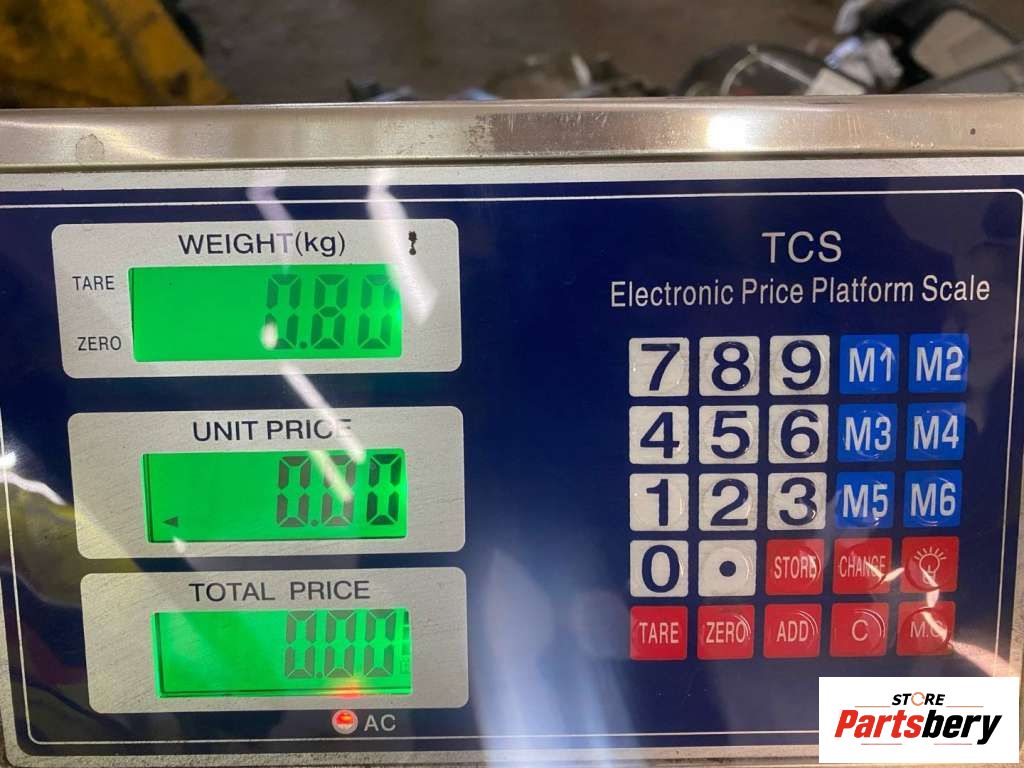 WEIGHT(kg)
TARE
0.80
ZERO
UNIT PRICE
0.00
TOTAL PRICE
0.00
AC
TCS
Electronic Price Platform Scale
7 8 9 M1 M2
4 5 6 M3 M4
1 2 3 M5 M6
0 • STORE CHANGE
TARE ZERO ADD C M.C
STORE
Partsbery